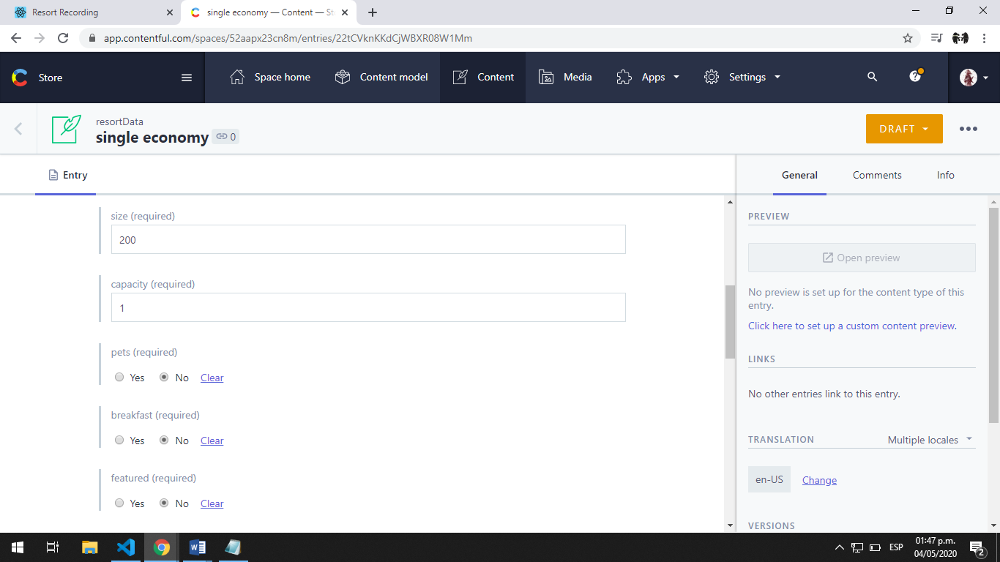 Resort Recording
single economy — Content — St
app.contentful.com/spaces/52aapx23cn8m/entries/22tCVknKKdCjWBXR08W1Mm
Store
Space home
Content model
Content
Media
Apps
Settings
resortData
single economy 0
DRAFT
Entry
General
Comments
Info
size (required)
200
capacity (required)
1
pets (required)
Yes No Clear
breakfast (required)
Yes No Clear
featured (required)
Yes No Clear
PREVIEW
Open preview
No preview is set up for the content type of this
entry.
Click here to set up a custom content preview.
LINKS
No other entries link to this entry.
TRANSLATION Multiple locales
en-US Change
VERSIONS
ESP
01:47 p.m.
04/05/2020
2